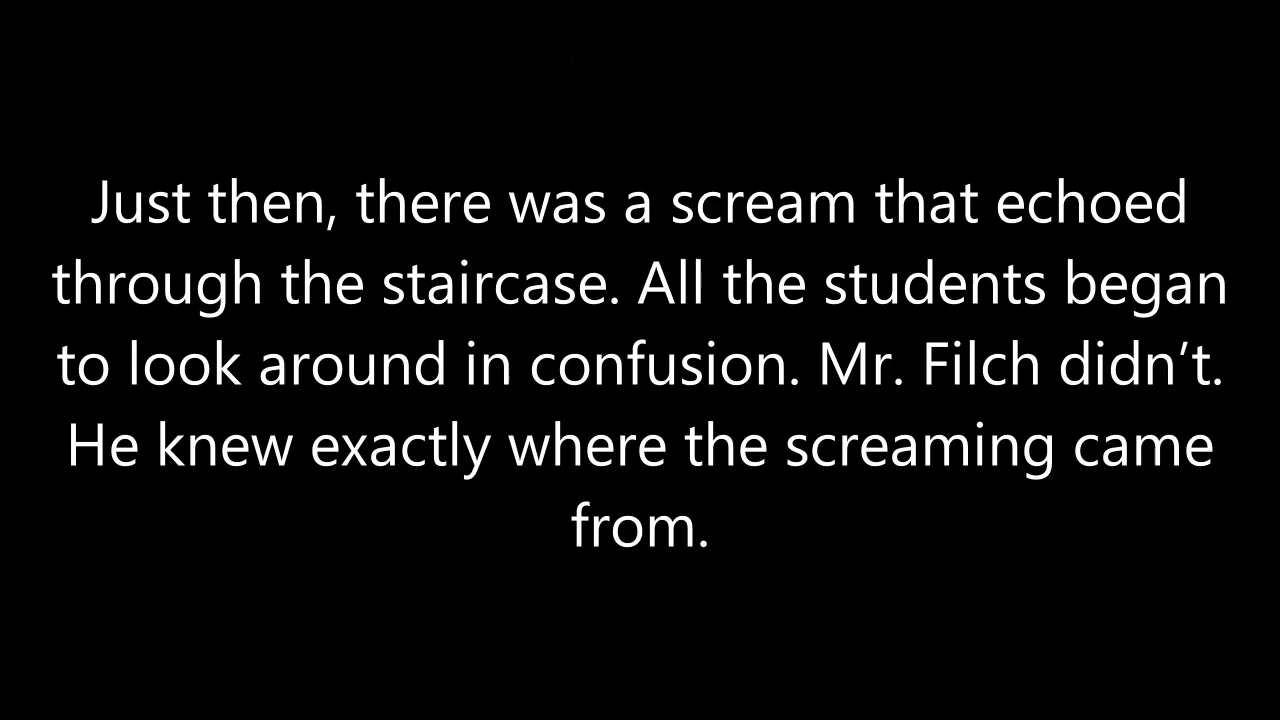 Just then, there was a scream that echoed
through the staircase. All the students began
to look around in confusion. Mr. Filch didn’t.
He knew exactly where the screaming came
from.